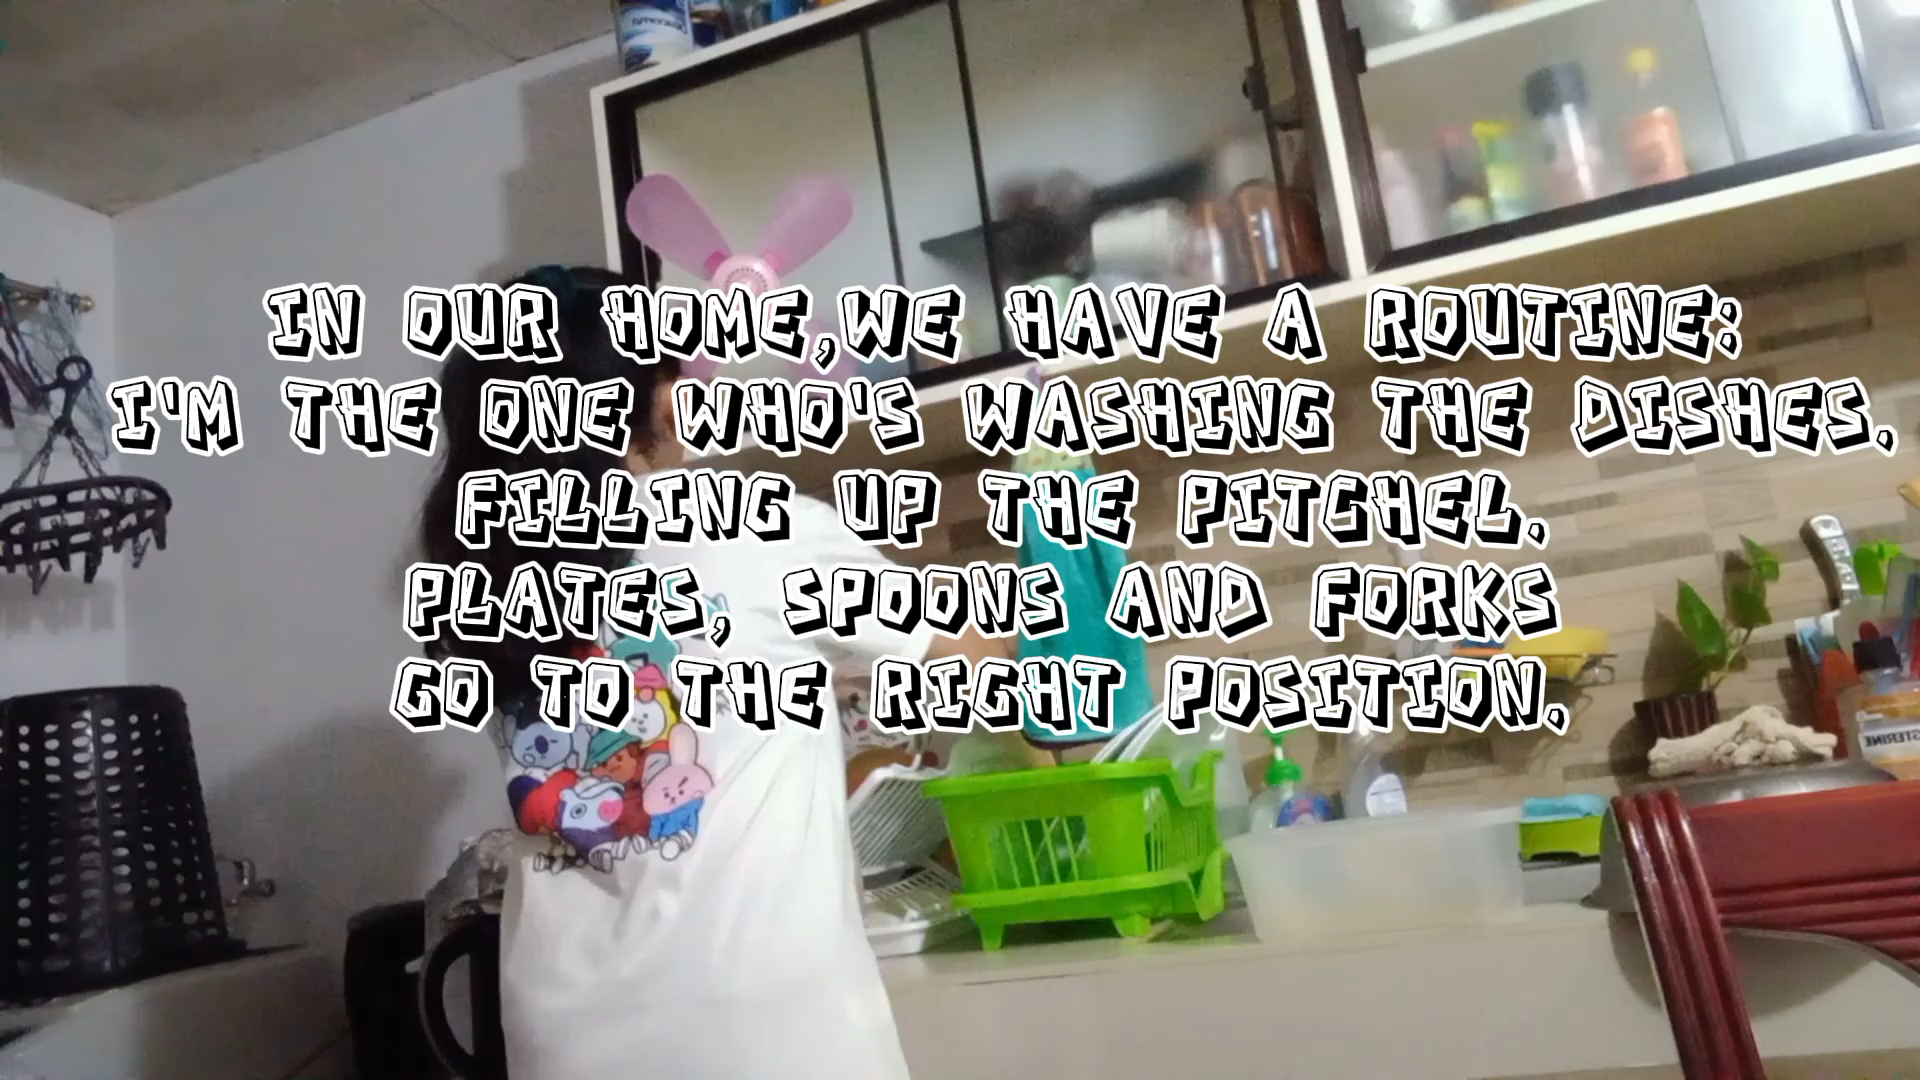 IN OUR HOME,WE HAVE A ROUTINE:
I'M THE ONE WHO'S WASHING THE DISHES.
FILLING UP THE PITCHEL.
PLATES, SPOONS AND FORKS
GO TO THE RIGHT POSITION.